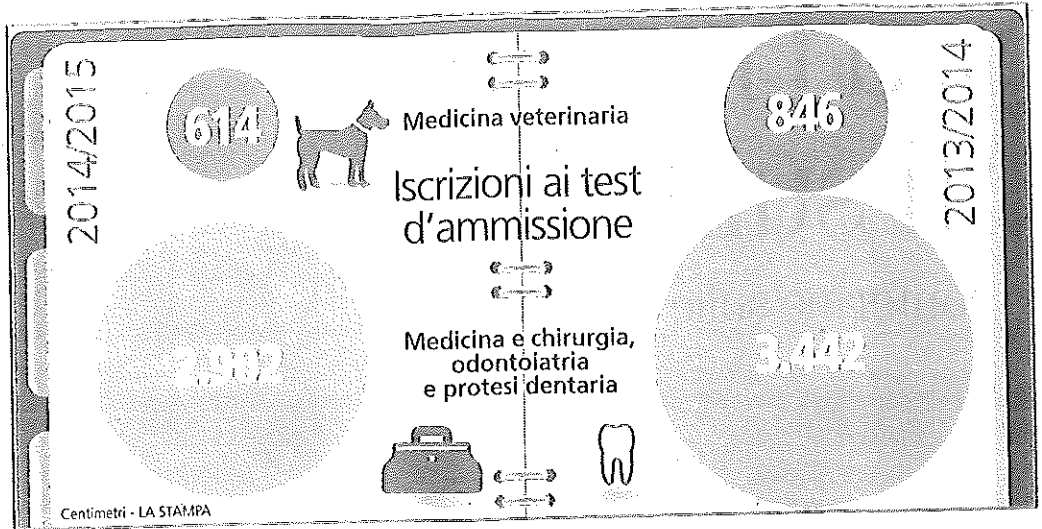 2014/2015
614
Medicina veterinaria
846
2013/2014
Iscrizioni ai test
d'ammissione
Medicina e chirurgia,
odontoiatria
e protesi dentaria
3.442
Centimetri - LA STAMPA